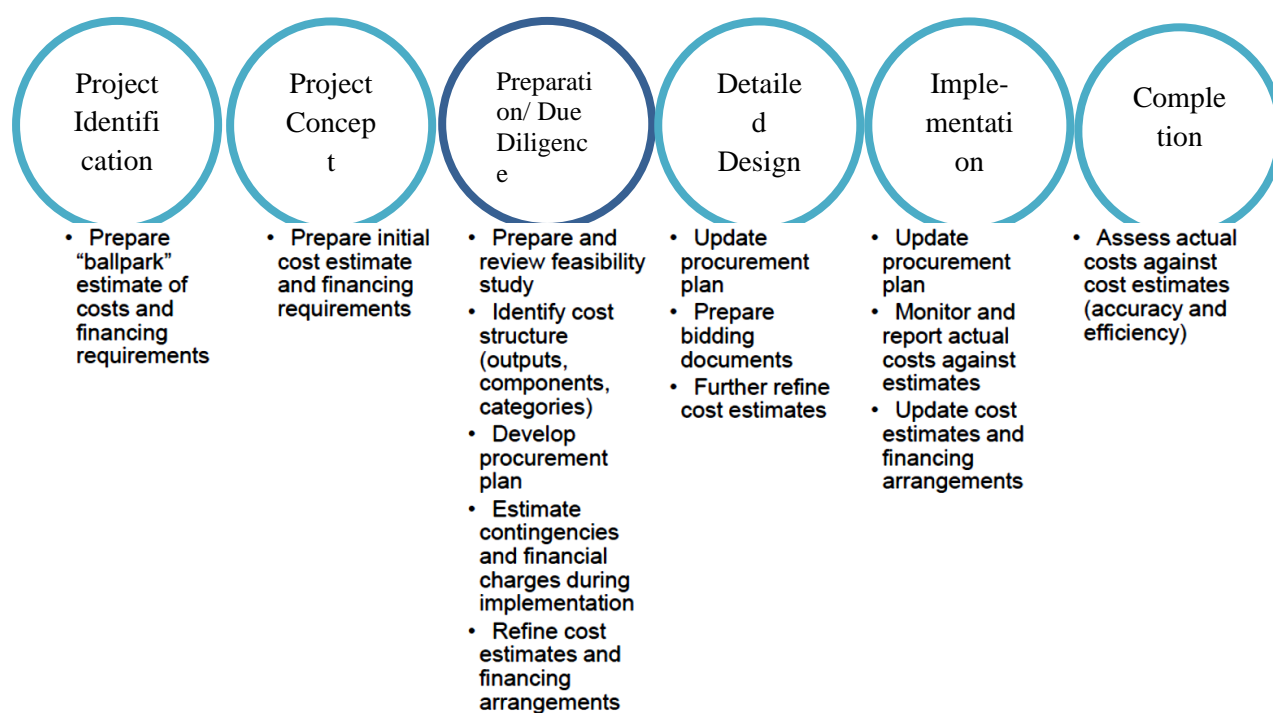 Project
Identifi
cation
Project
Concep
t
Preparati
on/ Due
Diligenc
e
Detaile
d
Design
Imple-
mentati
on
Comple
tion
• Prepare
“ballpark”
estimate of
costs and
financing
requirements
• Prepare initial
cost estimate
and financing
requirements
• Prepare and
review feasibility
study
• Identify cost
structure
(outputs,
components,
categories)
• Develop
procurement
plan
• Estimate
contingencies
and financial
charges during
implementation
• Refine cost
estimates and
financing
arrangements
• Update
procurement
plan
• Prepare
bidding
documents
• Further refine
cost estimates
• Update
procurement
plan
• Monitor and
report actual
costs against
estimates
• Update cost
estimates and
financing
arrangements
• Assess actual
costs against
cost estimates
(accuracy and
efficiency)